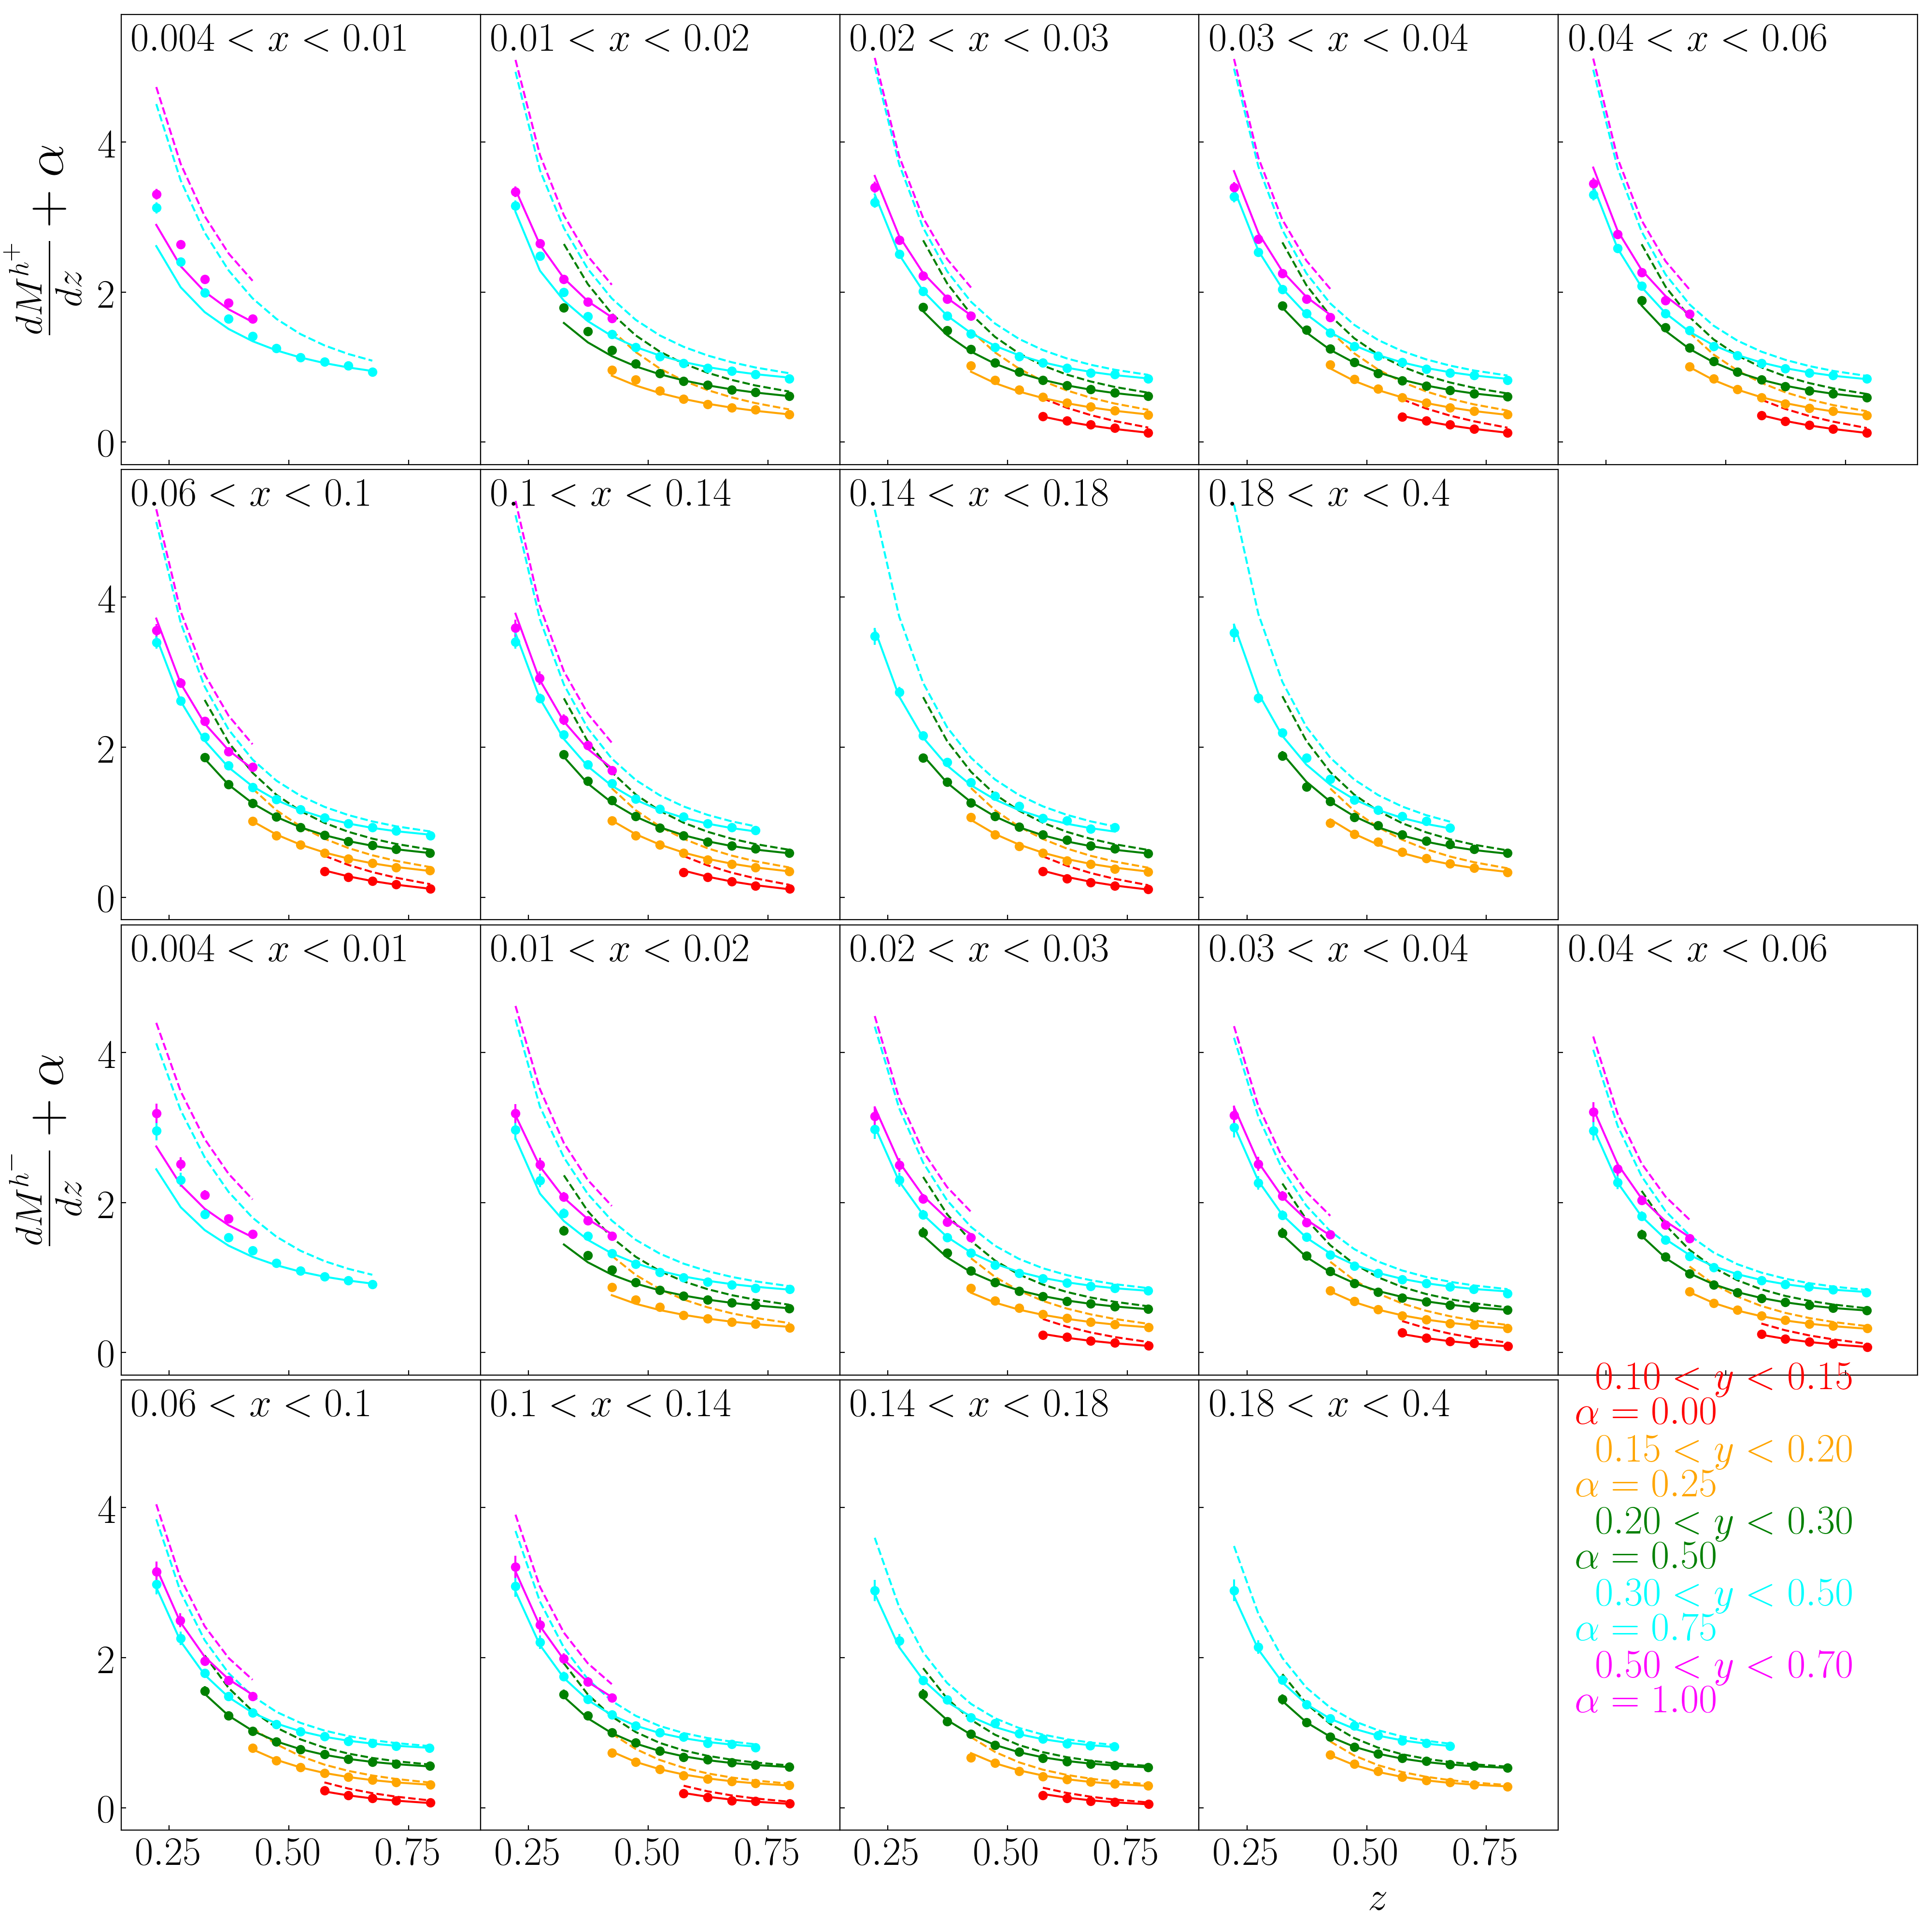 0.004 < x < 0.01
0.01 < x < 0.02
0.02 < x < 0.03
0.03 < x < 0.04
0.04 < x < 0.06
dM^{h^+}
dz
+ α
4
2
0
0.06 < x < 0.1
0.1 < x < 0.14
0.14 < x < 0.18
0.18 < x < 0.4
4
2
0
0.004 < x < 0.01
0.01 < x < 0.02
0.02 < x < 0.03
0.03 < x < 0.04
0.04 < x < 0.06
dM^{h^-}
dz
+ α
4
2
0
0.06 < x < 0.1
0.1 < x < 0.14
0.14 < x < 0.18
0.18 < x < 0.4
4
2
0
0.10 < y < 0.15
α = 0.00
0.15 < y < 0.20
α = 0.25
0.20 < y < 0.30
α = 0.50
0.30 < y < 0.50
α = 0.75
0.50 < y < 0.70
α = 1.00
0.25 0.50 0.75
0.25 0.50 0.75
0.25 0.50 0.75
0.25 0.50 0.75
z